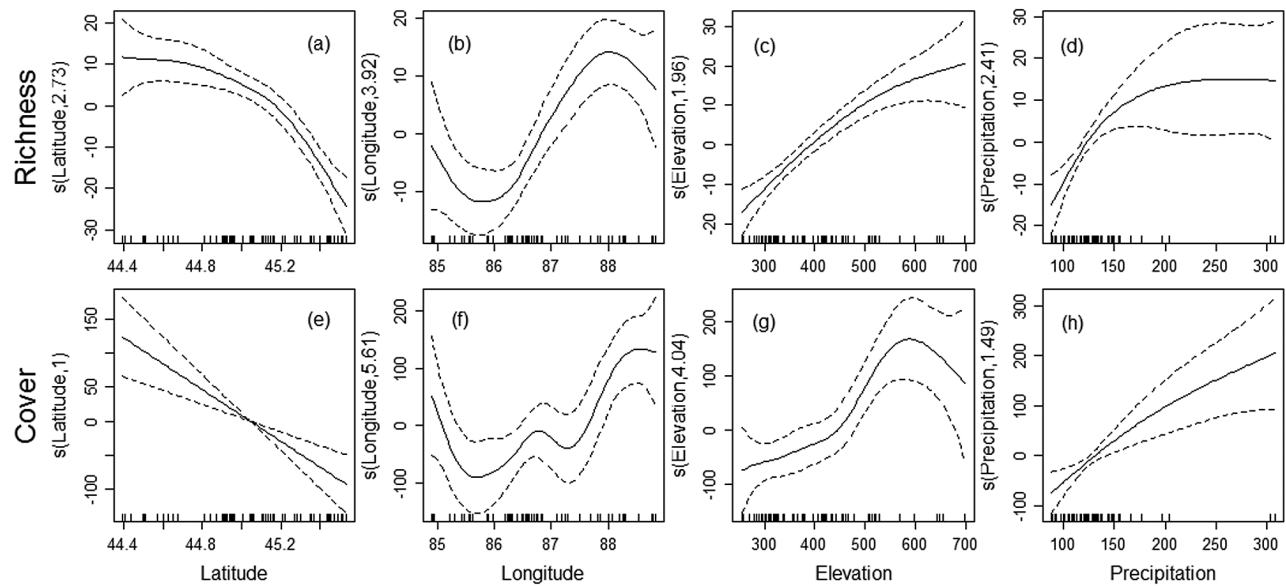 Richness
s(Latitude,2.73)
20
10
0
-10
-30
44.4 44.8 45.2
(a)
s(Longitude,3.92)
20
10
0
-10
85 86 87 88
(b)
s(Elevation,1.96)
30
20
10
0
-10
-20
300 400 500 600 700
(c)
s(Precipitation,2.41)
30
20
10
0
-10
-20
100 150 200 250 300
(d)
Cover
s(Latitude,1)
150
50
0
-100
44.4 44.8 45.2
(e)
Latitude
s(Longitude,5.61)
200
100
0
-100
85 86 87 88
(f)
Longitude
s(Elevation,4.04)
200
100
0
-100
300 400 500 600 700
(g)
Elevation
s(Precipitation,1.49)
300
200
100
0
-100
100 150 200 250 300
(h)
Precipitation